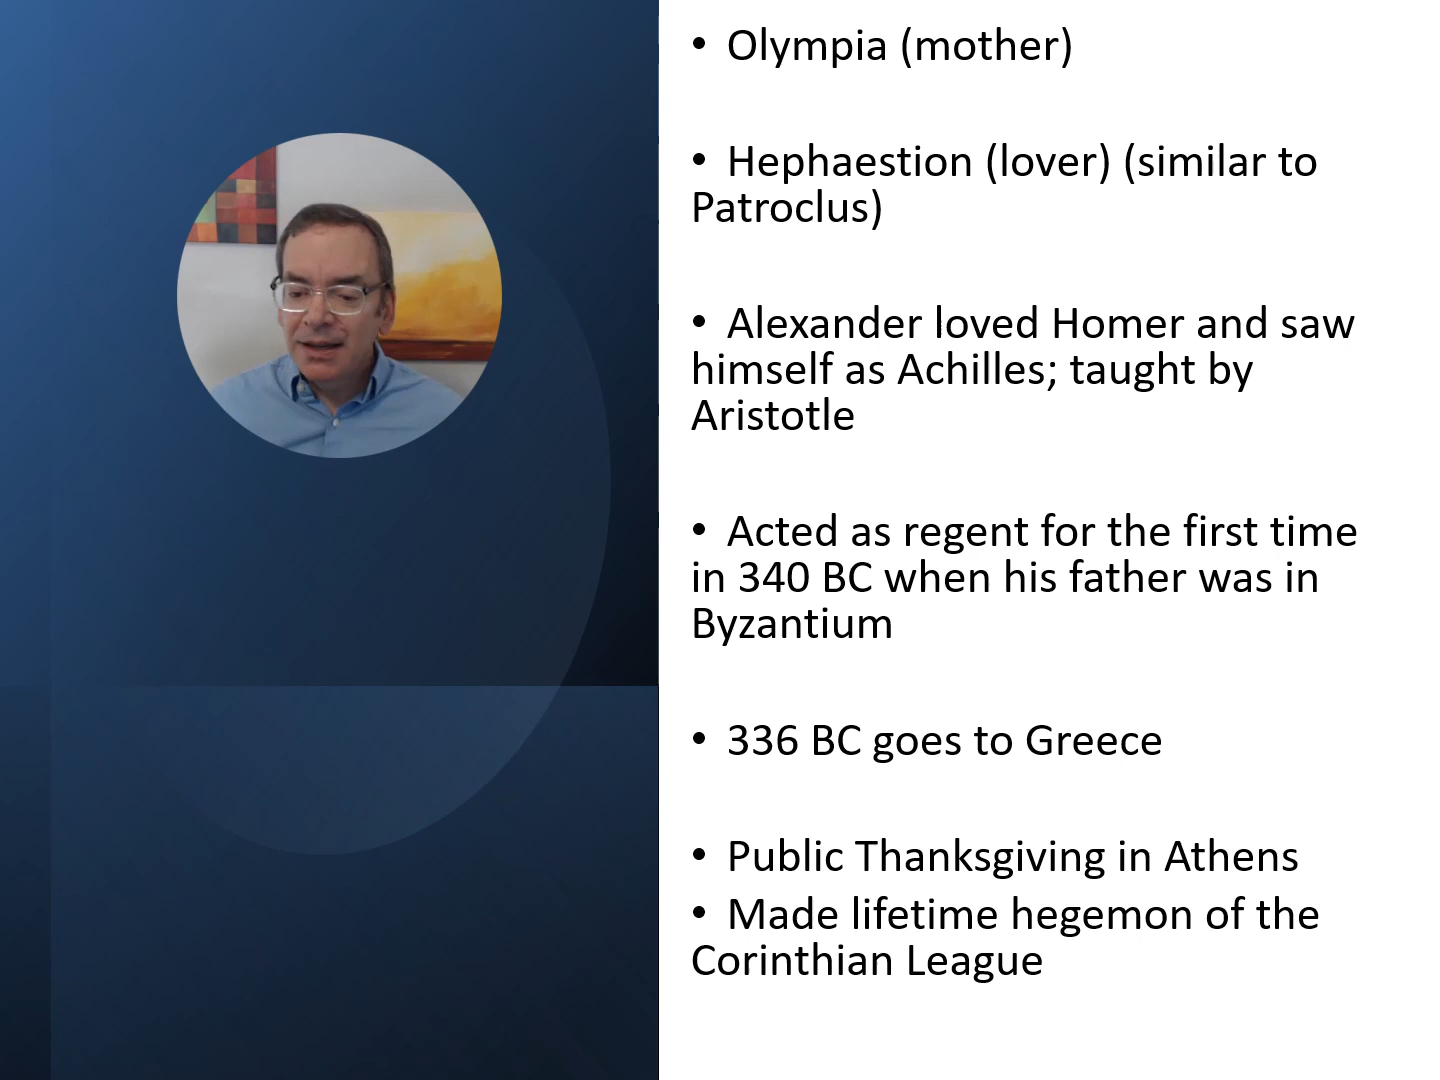 • Olympia (mother)
• Hephaestion (lover) (similar to
Patroclus)
• Alexander loved Homer and saw
himself as Achilles; taught by
Aristotle
• Acted as regent for the first time
in 340 BC when his father was in
Byzantium
• 336 BC goes to Greece
• Public Thanksgiving in Athens
• Made lifetime hegemon of the
Corinthian League